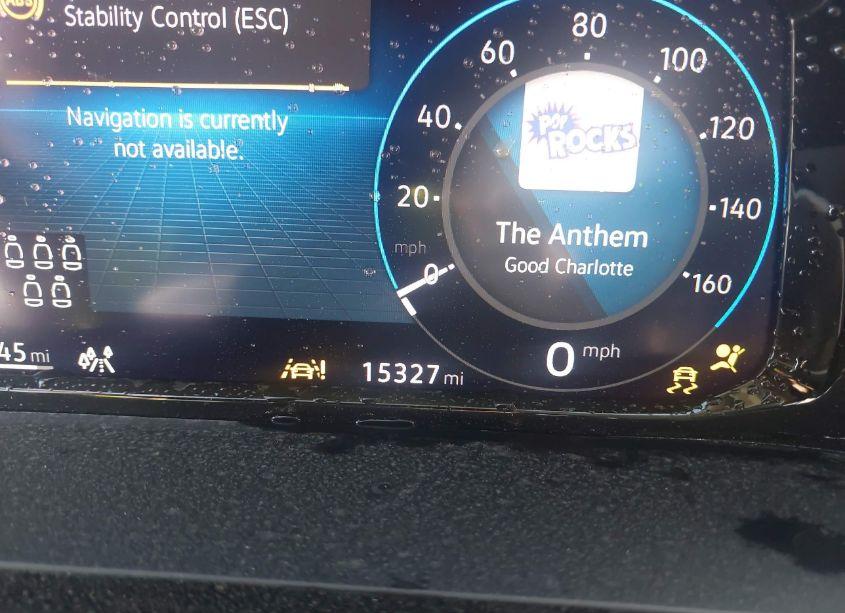 ABS
Stability Control (ESC)
Navigation is currently
not available.
45 mi
15327 mi
0
20
40
60
80
100
120
140
160
mph
POP
ROCKS
The Anthem
Good Charlotte
0 mph